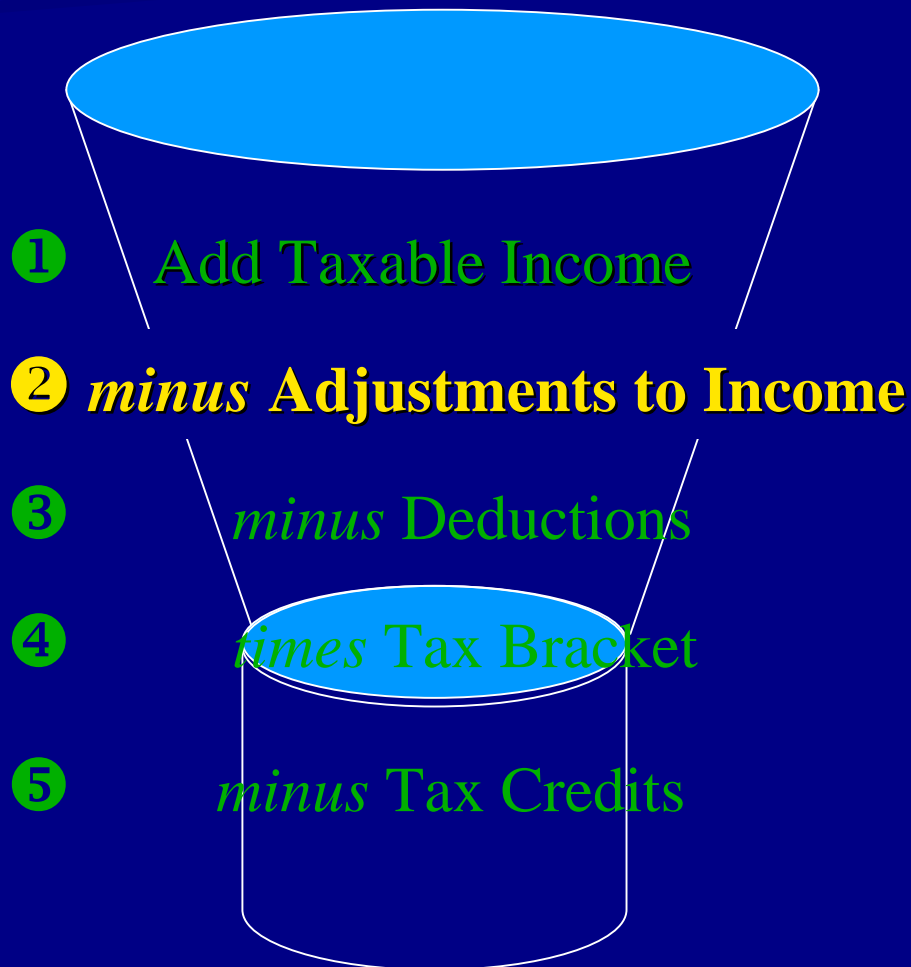 ❶ Add Taxable Income
❷ minus Adjustments to Income
❸ minus Deductions
❹ times Tax Bracket
❺ minus Tax Credits